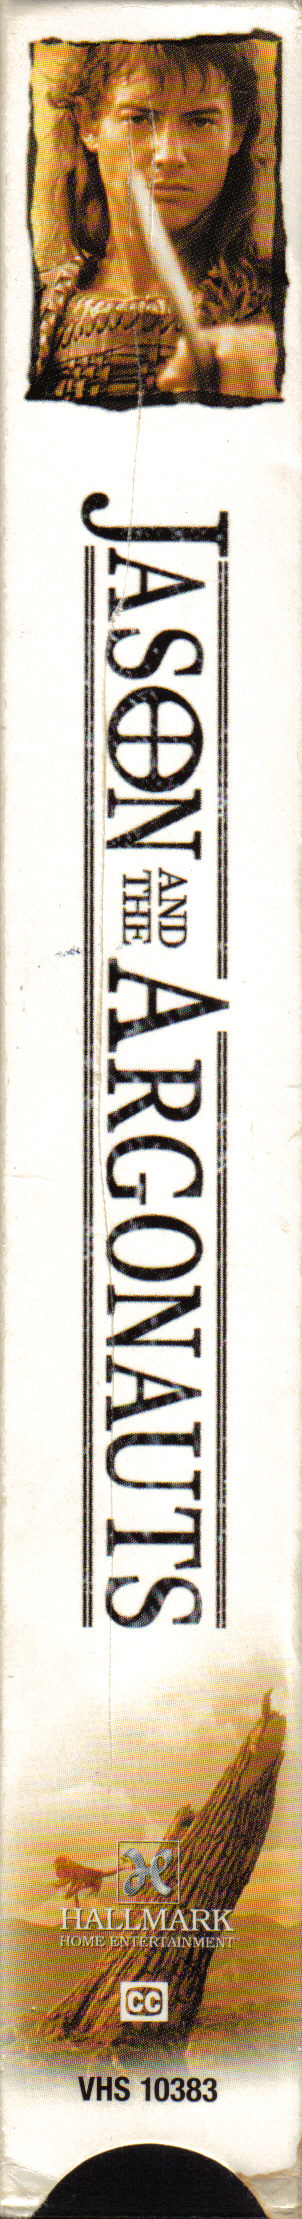 JASON AND THE ARGONAUTS
HALLMARK
HOME ENTERTAINMENT
CC
VHS 10383